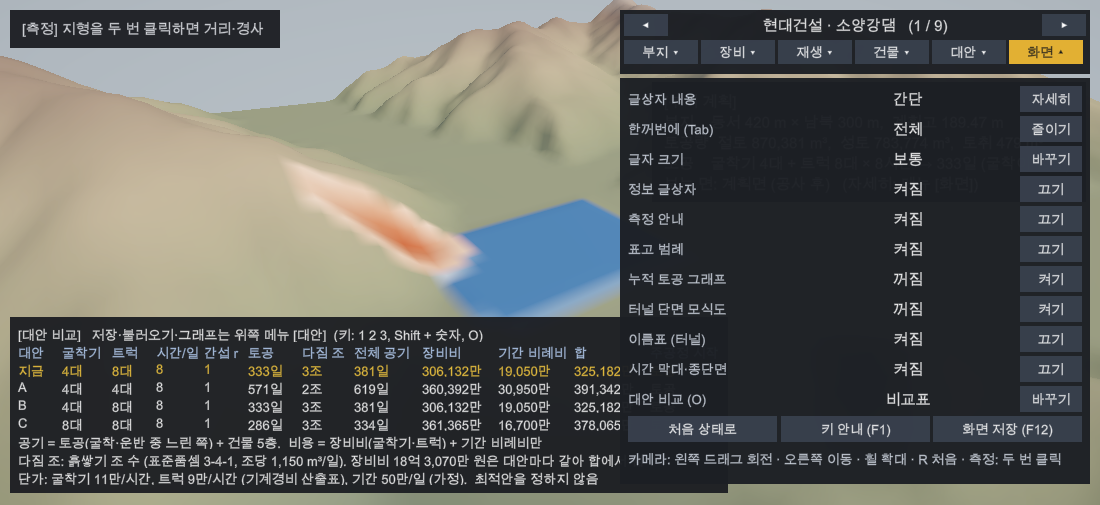 [측정] 지형을 두 번 클릭하면 거리·경사
◂ 현대건설 · 소양강댐 (1 / 9) ▸
부지 ▾ 장비 ▾ 재생 ▾ 건물 ▾ 대안 ▾ 화면 ▴
글상자 내용 간단 자세히
한꺼번에 (Tab) 전체 줄이기
글자 크기 보통 바꾸기
정보 글상자 켜짐 끄기
측정 안내 켜짐 끄기
표고 범례 켜짐 끄기
누적 토공 그래프 꺼짐 켜기
터널 단면 모식도 꺼짐 켜기
이름표 (터널) 켜짐 끄기
시간 막대·종단면 켜짐 끄기
대안 비교 (O) 비교표 바꾸기
처음 상태로 키 안내 (F1) 화면 저장 (F12)
카메라: 왼쪽 드래그 회전 · 오른쪽 이동 · 휠 확대 · R 처음 · 측정: 두 번 클릭
[대안 비교] 저장·불러오기·그래프는 위쪽 메뉴 [대안] (키: 1 2 3, Shift + 숫자, O)
대안 굴착기 트럭 시간/일 간섭 r 토공 다짐 조 전체 공기 장비비 기간 비례비 합
지금 4대 8대 8 1 333일 3조 381일 306,132만 19,050만 325,182
A 4대 4대 8 1 571일 2조 619일 360,392만 30,950만 391,342
B 4대 8대 8 1 333일 3조 381일 306,132만 19,050만 325,182
C 8대 8대 8 1 286일 3조 334일 361,365만 16,700만 378,065
공기 = 토공(굴착·운반 중 느린 쪽) + 건물 5층. 비용 = 장비비(굴착기·트럭) + 기간 비례비만
다짐 조: 흙쌓기 조 수 (표준품셈 3-4-1, 조당 1,150 m³/일). 장비비 18억 3,070만 원은 대안마다 같아 합에서
단가: 굴착기 11만/시간, 트럭 9만/시간 (기계경비 산출표), 기간 50만/일 (가정). 최적안을 정하지 않음